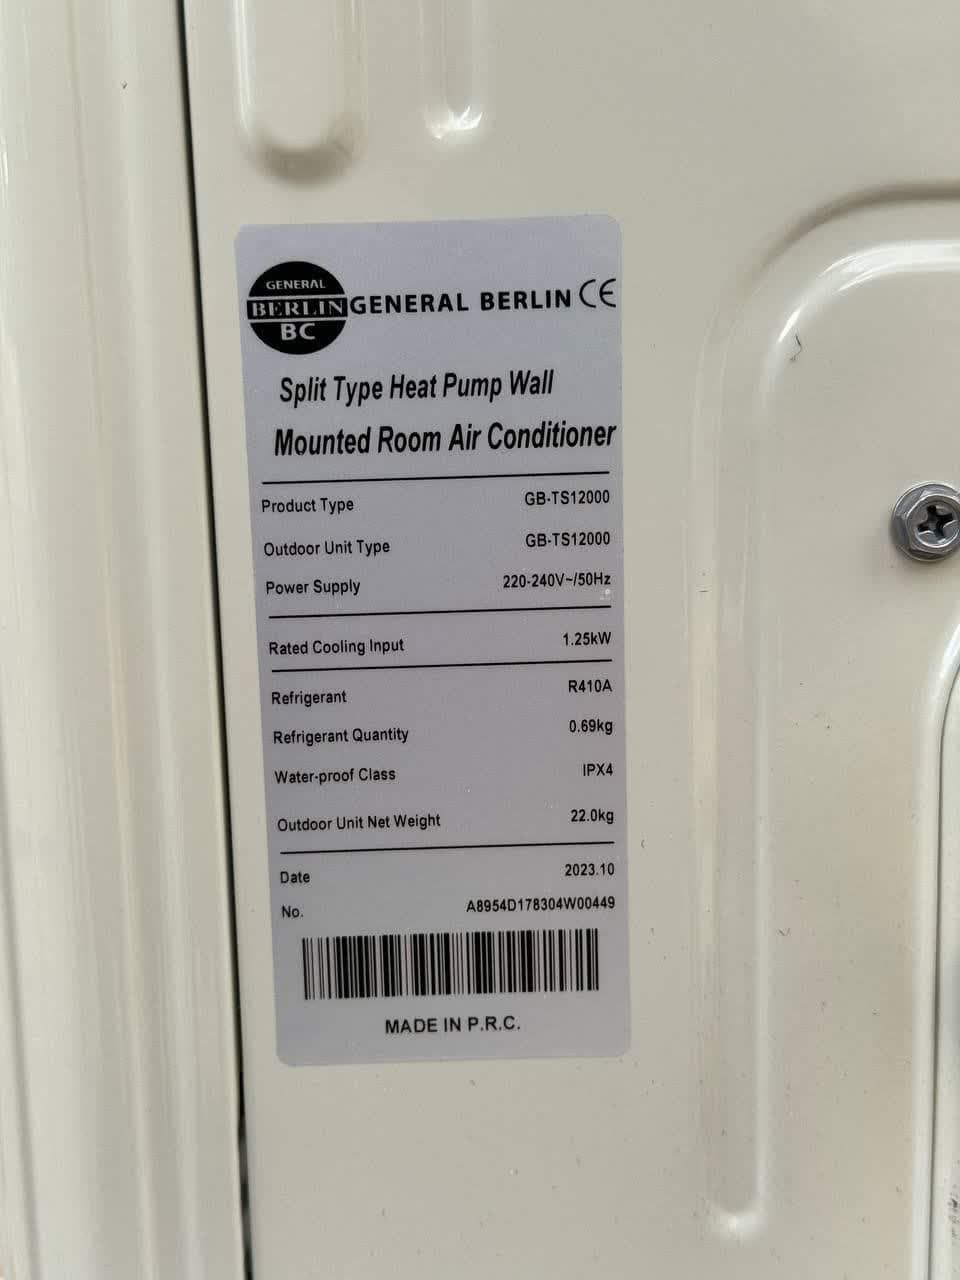 GENERAL
BERLIN
BC
GENERAL BERLIN CE
Split Type Heat Pump Wall
Mounted Room Air Conditioner
Product Type GB-TS12000
Outdoor Unit Type GB-TS12000
Power Supply 220-240V~/50Hz
Rated Cooling Input 1.25kW
Refrigerant R410A
Refrigerant Quantity 0.69kg
Water-proof Class IPX4
Outdoor Unit Net Weight 22.0kg
Date 2023.10
No. A8954D178304W00449
MADE IN P.R.C.